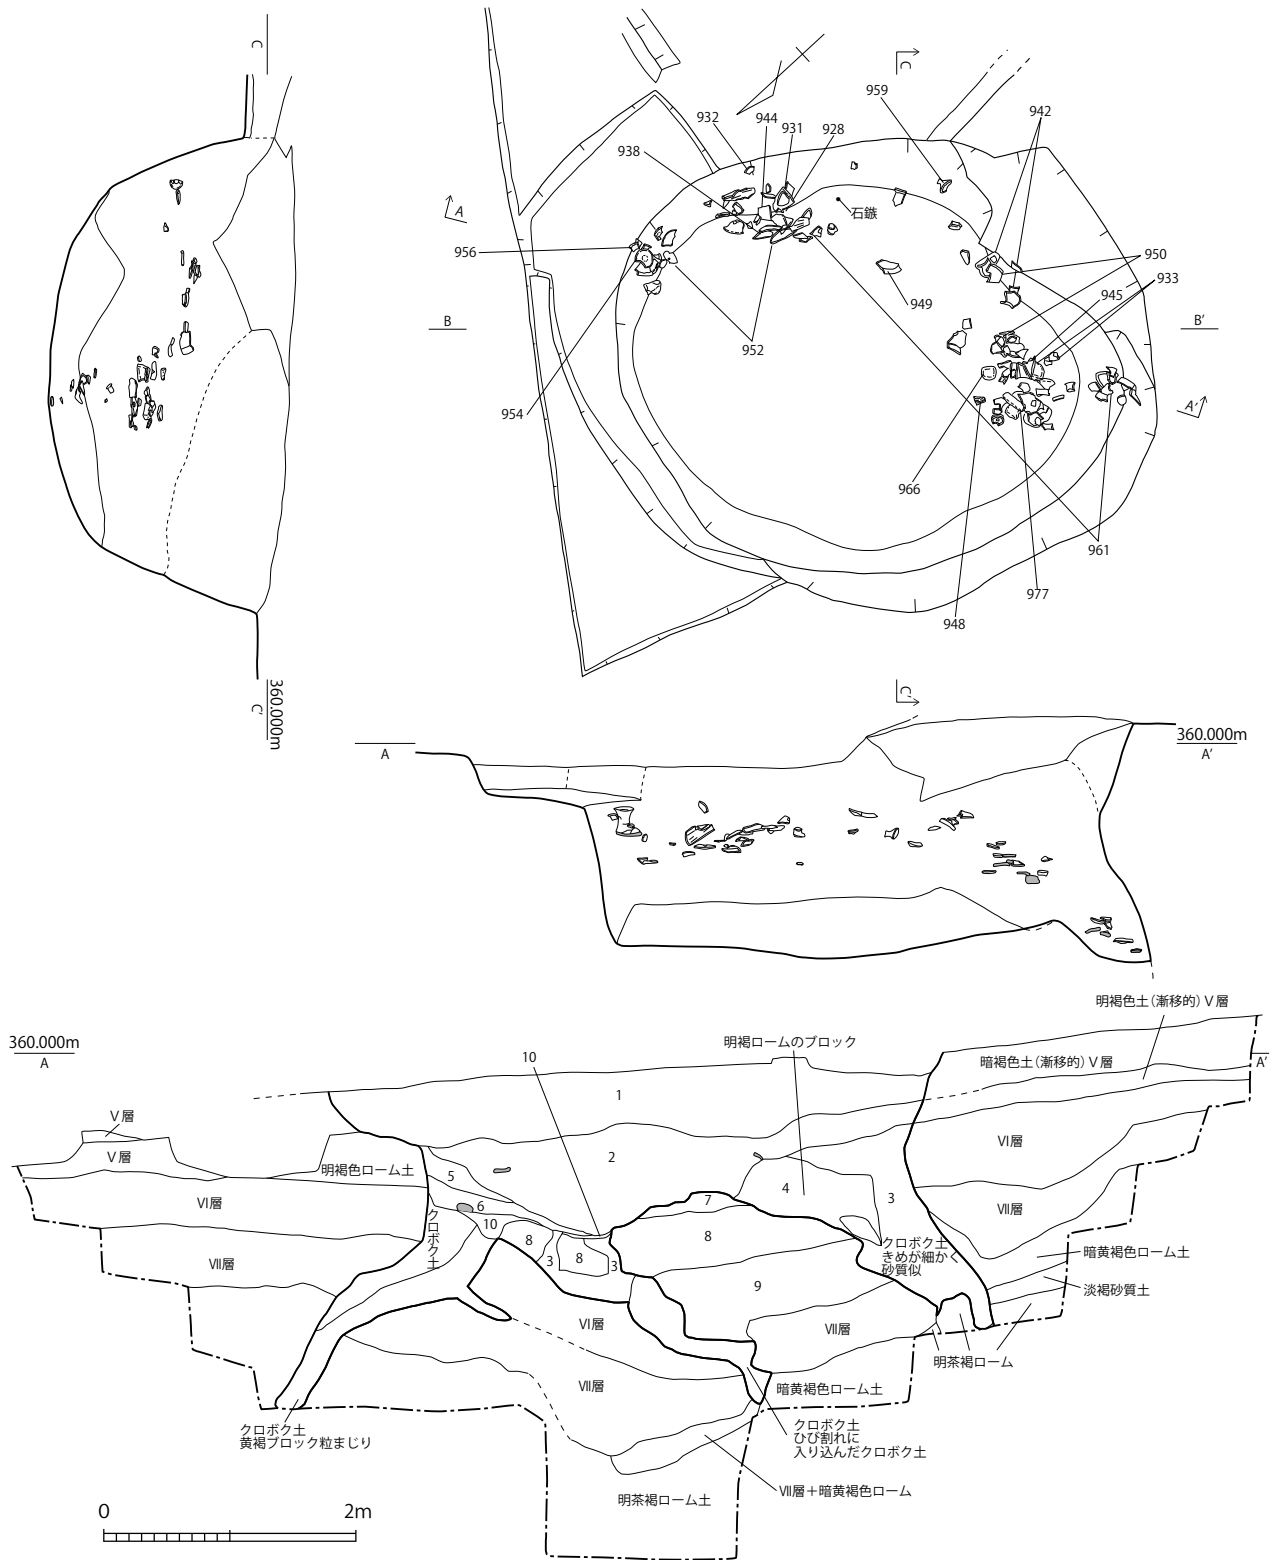 C
C'
360.000m
C
959
942
932
944
931
928
938
石鏃
A
956
950
933
945
949
B
B'
952
954
A'
966
961
977
948
C'
A
360.000m
A'
明褐色土（漸移的）Ⅴ層
360.000m
A
10
明褐ロームのブロック
暗褐色土（漸移的）Ⅴ層
A'
1
Ⅴ層
Ⅴ層
明褐色ローム土
2
Ⅵ層
5
4
3
Ⅵ層
6
7
Ⅶ層
10
8
8
クロボク土
3
8
3
クロボク土
きめが細かく
砂質似
暗黄褐色ローム土
Ⅶ層
9
淡褐砂質土
Ⅵ層
Ⅶ層
明茶褐ローム
Ⅶ層
暗黄褐色ローム土
クロボク土
黄褐ブロック粒まじり
クロボク土
ひび割れに
入り込んだクロボク土
Ⅶ層＋暗黄褐色ローム
明茶褐ローム土
0
2m